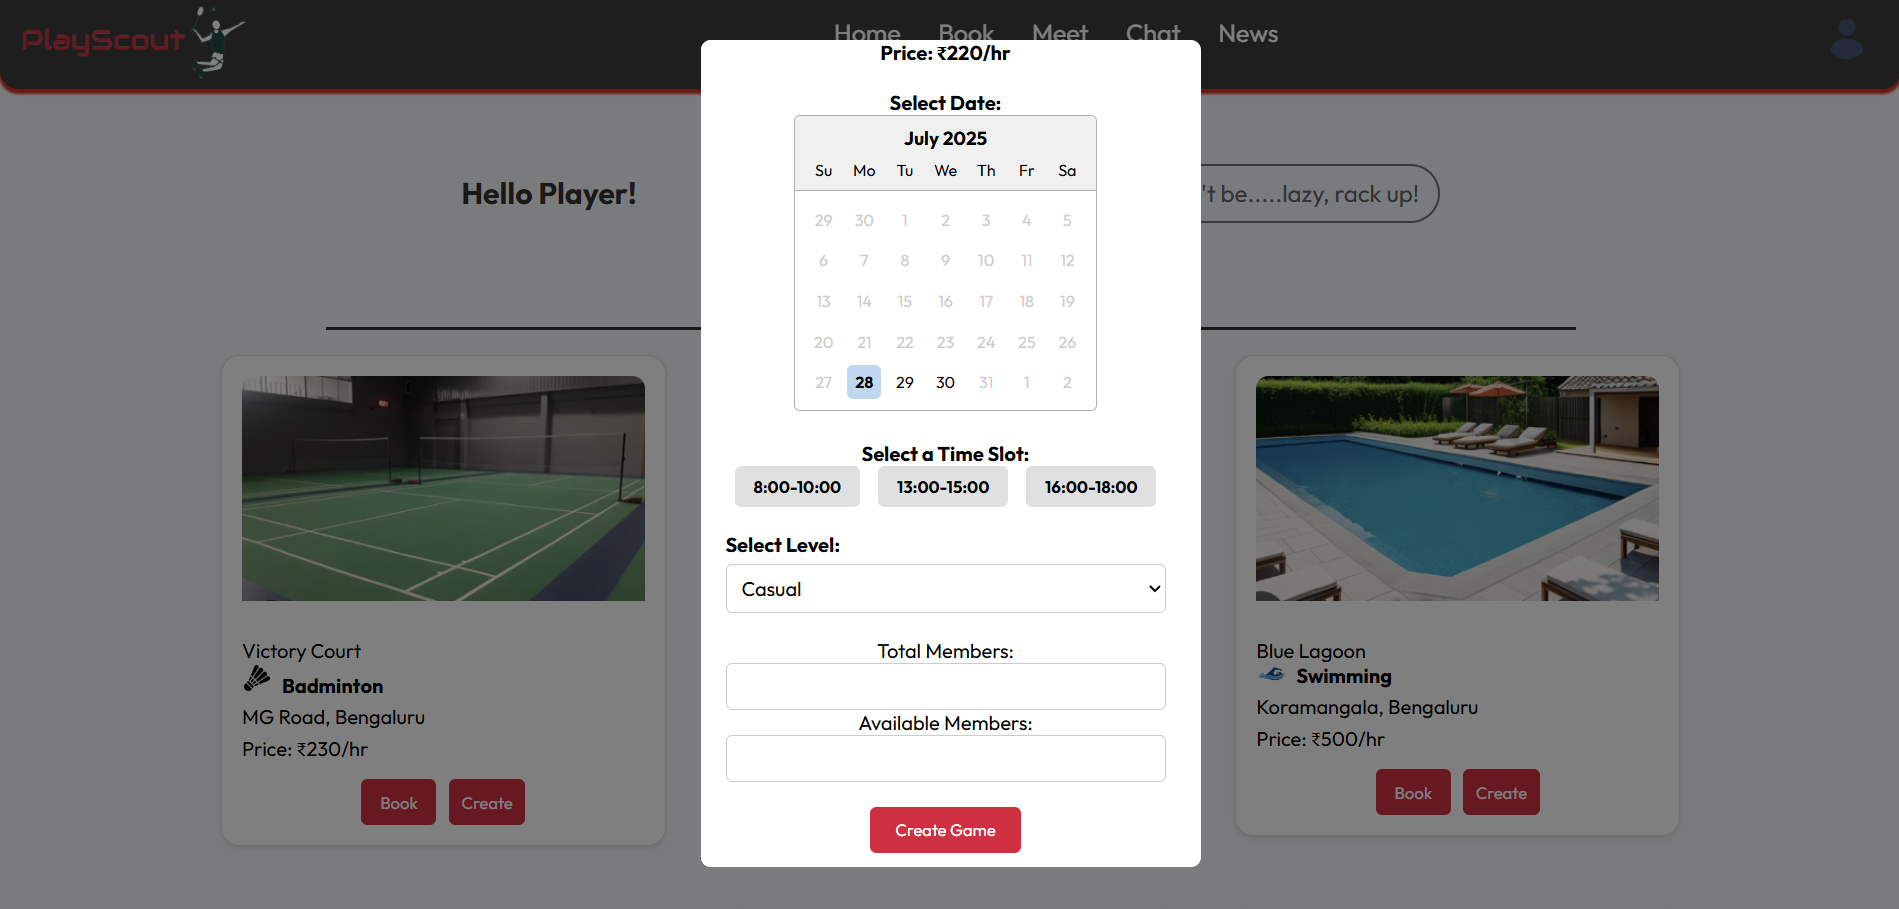 PlayScout
Home Book Meet Chat News
Price: ₹220/hr
Select Date:
July 2025
Su Mo Tu We Th Fr Sa
29 30 1 2 3 4 5
6 7 8 9 10 11 12
13 14 15 16 17 18 19
20 21 22 23 24 25 26
27 28 29 30 31 1 2
Hello Player!
't be.....lazy, rack up!
Select a Time Slot:
8:00-10:00 13:00-15:00 16:00-18:00
Select Level:
Casual
Total Members:
Available Members:
Create Game
Victory Court
Badminton
MG Road, Bengaluru
Price: ₹230/hr
Book Create
Blue Lagoon
Swimming
Koramangala, Bengaluru
Price: ₹500/hr
Book Create